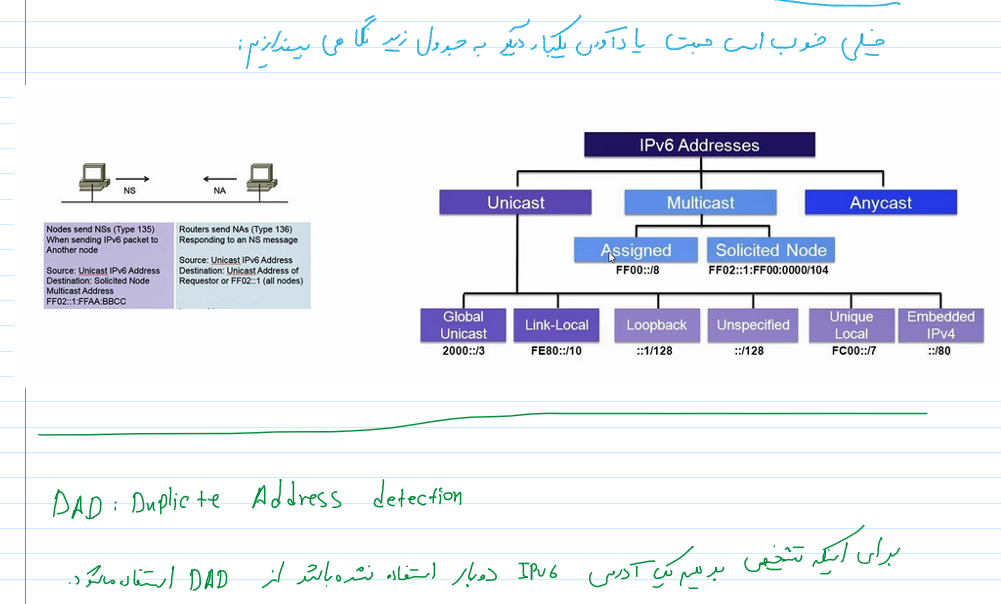 خیلی خوب است جهت یادآوری یکبار دیگر به جدول زیر نگاهی بیندازیم:
NS
NA
Nodes send NSs (Type 135)
When sending IPv6 packet to
Another node
Source: Unicast IPv6 Address
Destination: Solicited Node
Multicast Address
FF02::1:FFAA:BBCC
Routers send NAs (Type 136)
Responding to an NS message
Source: Unicast IPv6 Address
Destination: Unicast Address of
Requestor or FF02::1 (all nodes)
IPv6 Addresses
Unicast
Multicast
Anycast
Assigned
Solicited Node
FF00::/8
FF02::1:FF00:0000/104
Global
Unicast
2000::/3
Link-Local
FE80::/10
Loopback
::1/128
Unspecified
::/128
Unique
Local
FC00::/7
Embedded
IPv4
::/80
DAD: Duplicte Address detection
برای اینکه تشخیص بدهیم یک آدرس IPv6 دوبار استفاده نشده باشد از DAD استفاده میشود.